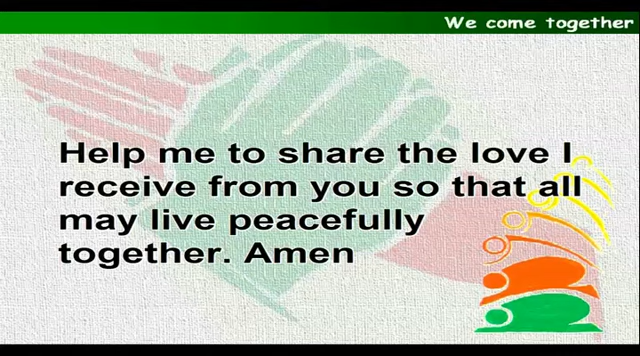 We come together
Help me to share the love I
receive from you so that all
may live peacefully
together. Amen